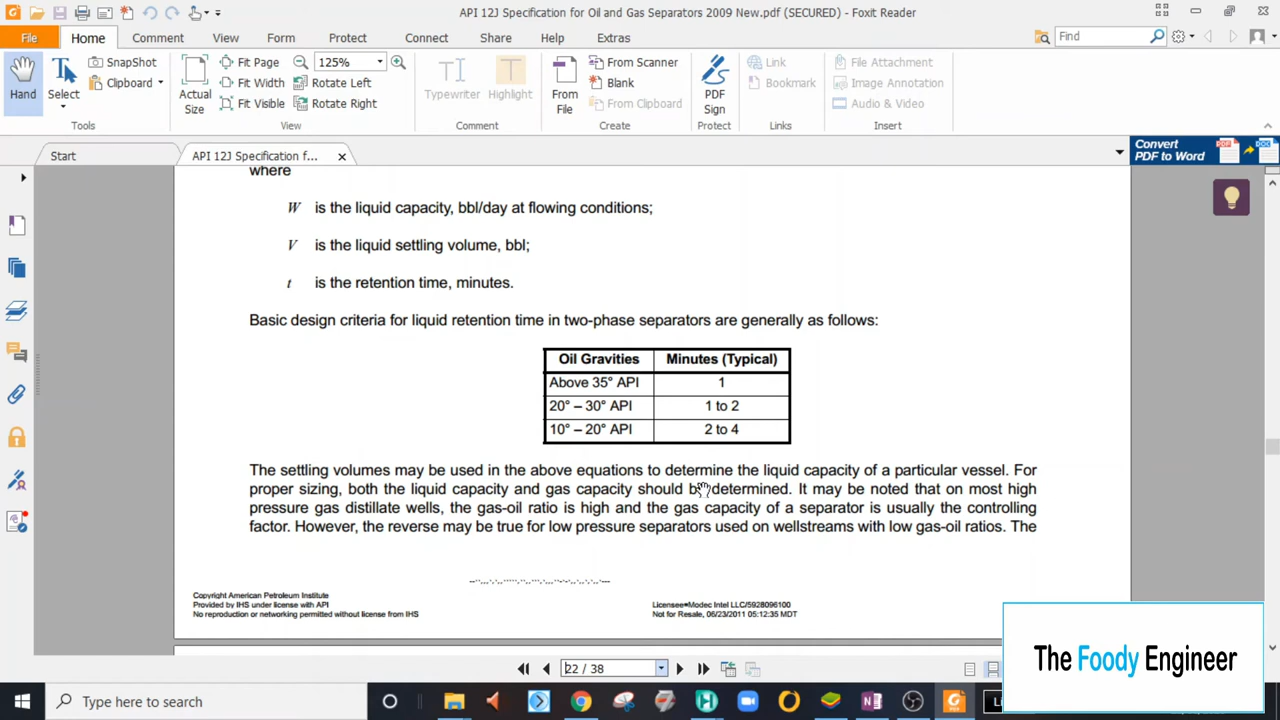 API 12J Specification for Oil and Gas Separators 2009 New.pdf (SECURED) - Foxit Reader
File Home Comment View Form Protect Connect Share Help Extras Find
Hand
Select
SnapShot
Clipboard
Tools
Actual Size
Fit Page
Fit Width
Fit Visible
125%
Rotate Left
Rotate Right
View
Typewriter
Highlight
Comment
From File
From Scanner
Blank
From Clipboard
Create
PDF Sign
Protect
Link
Bookmark
Links
File Attachment
Image Annotation
Audio & Video
Insert
Start
API 12J Specification f...
Convert
PDF to Word
where
W is the liquid capacity, bbl/day at flowing conditions;
V is the liquid settling volume, bbl;
t is the retention time, minutes.
Basic design criteria for liquid retention time in two-phase separators are generally as follows:
Oil Gravities Minutes (Typical)
Above 35° API 1
20° – 30° API 1 to 2
10° – 20° API 2 to 4
The settling volumes may be used in the above equations to determine the liquid capacity of a particular vessel. For
proper sizing, both the liquid capacity and gas capacity should be determined. It may be noted that on most high
pressure gas distillate wells, the gas-oil ratio is high and the gas capacity of a separator is usually the controlling
factor. However, the reverse may be true for low pressure separators used on wellstreams with low gas-oil ratios. The
Copyright American Petroleum Institute
Provided by IHS under license with API
No reproduction or networking permitted without license from IHS
Licensee=Modec Intel LLC/5928096100
Not for Resale, 06/23/2011 05:12:35 MDT
22 / 38
The Foody Engineer
Type here to search